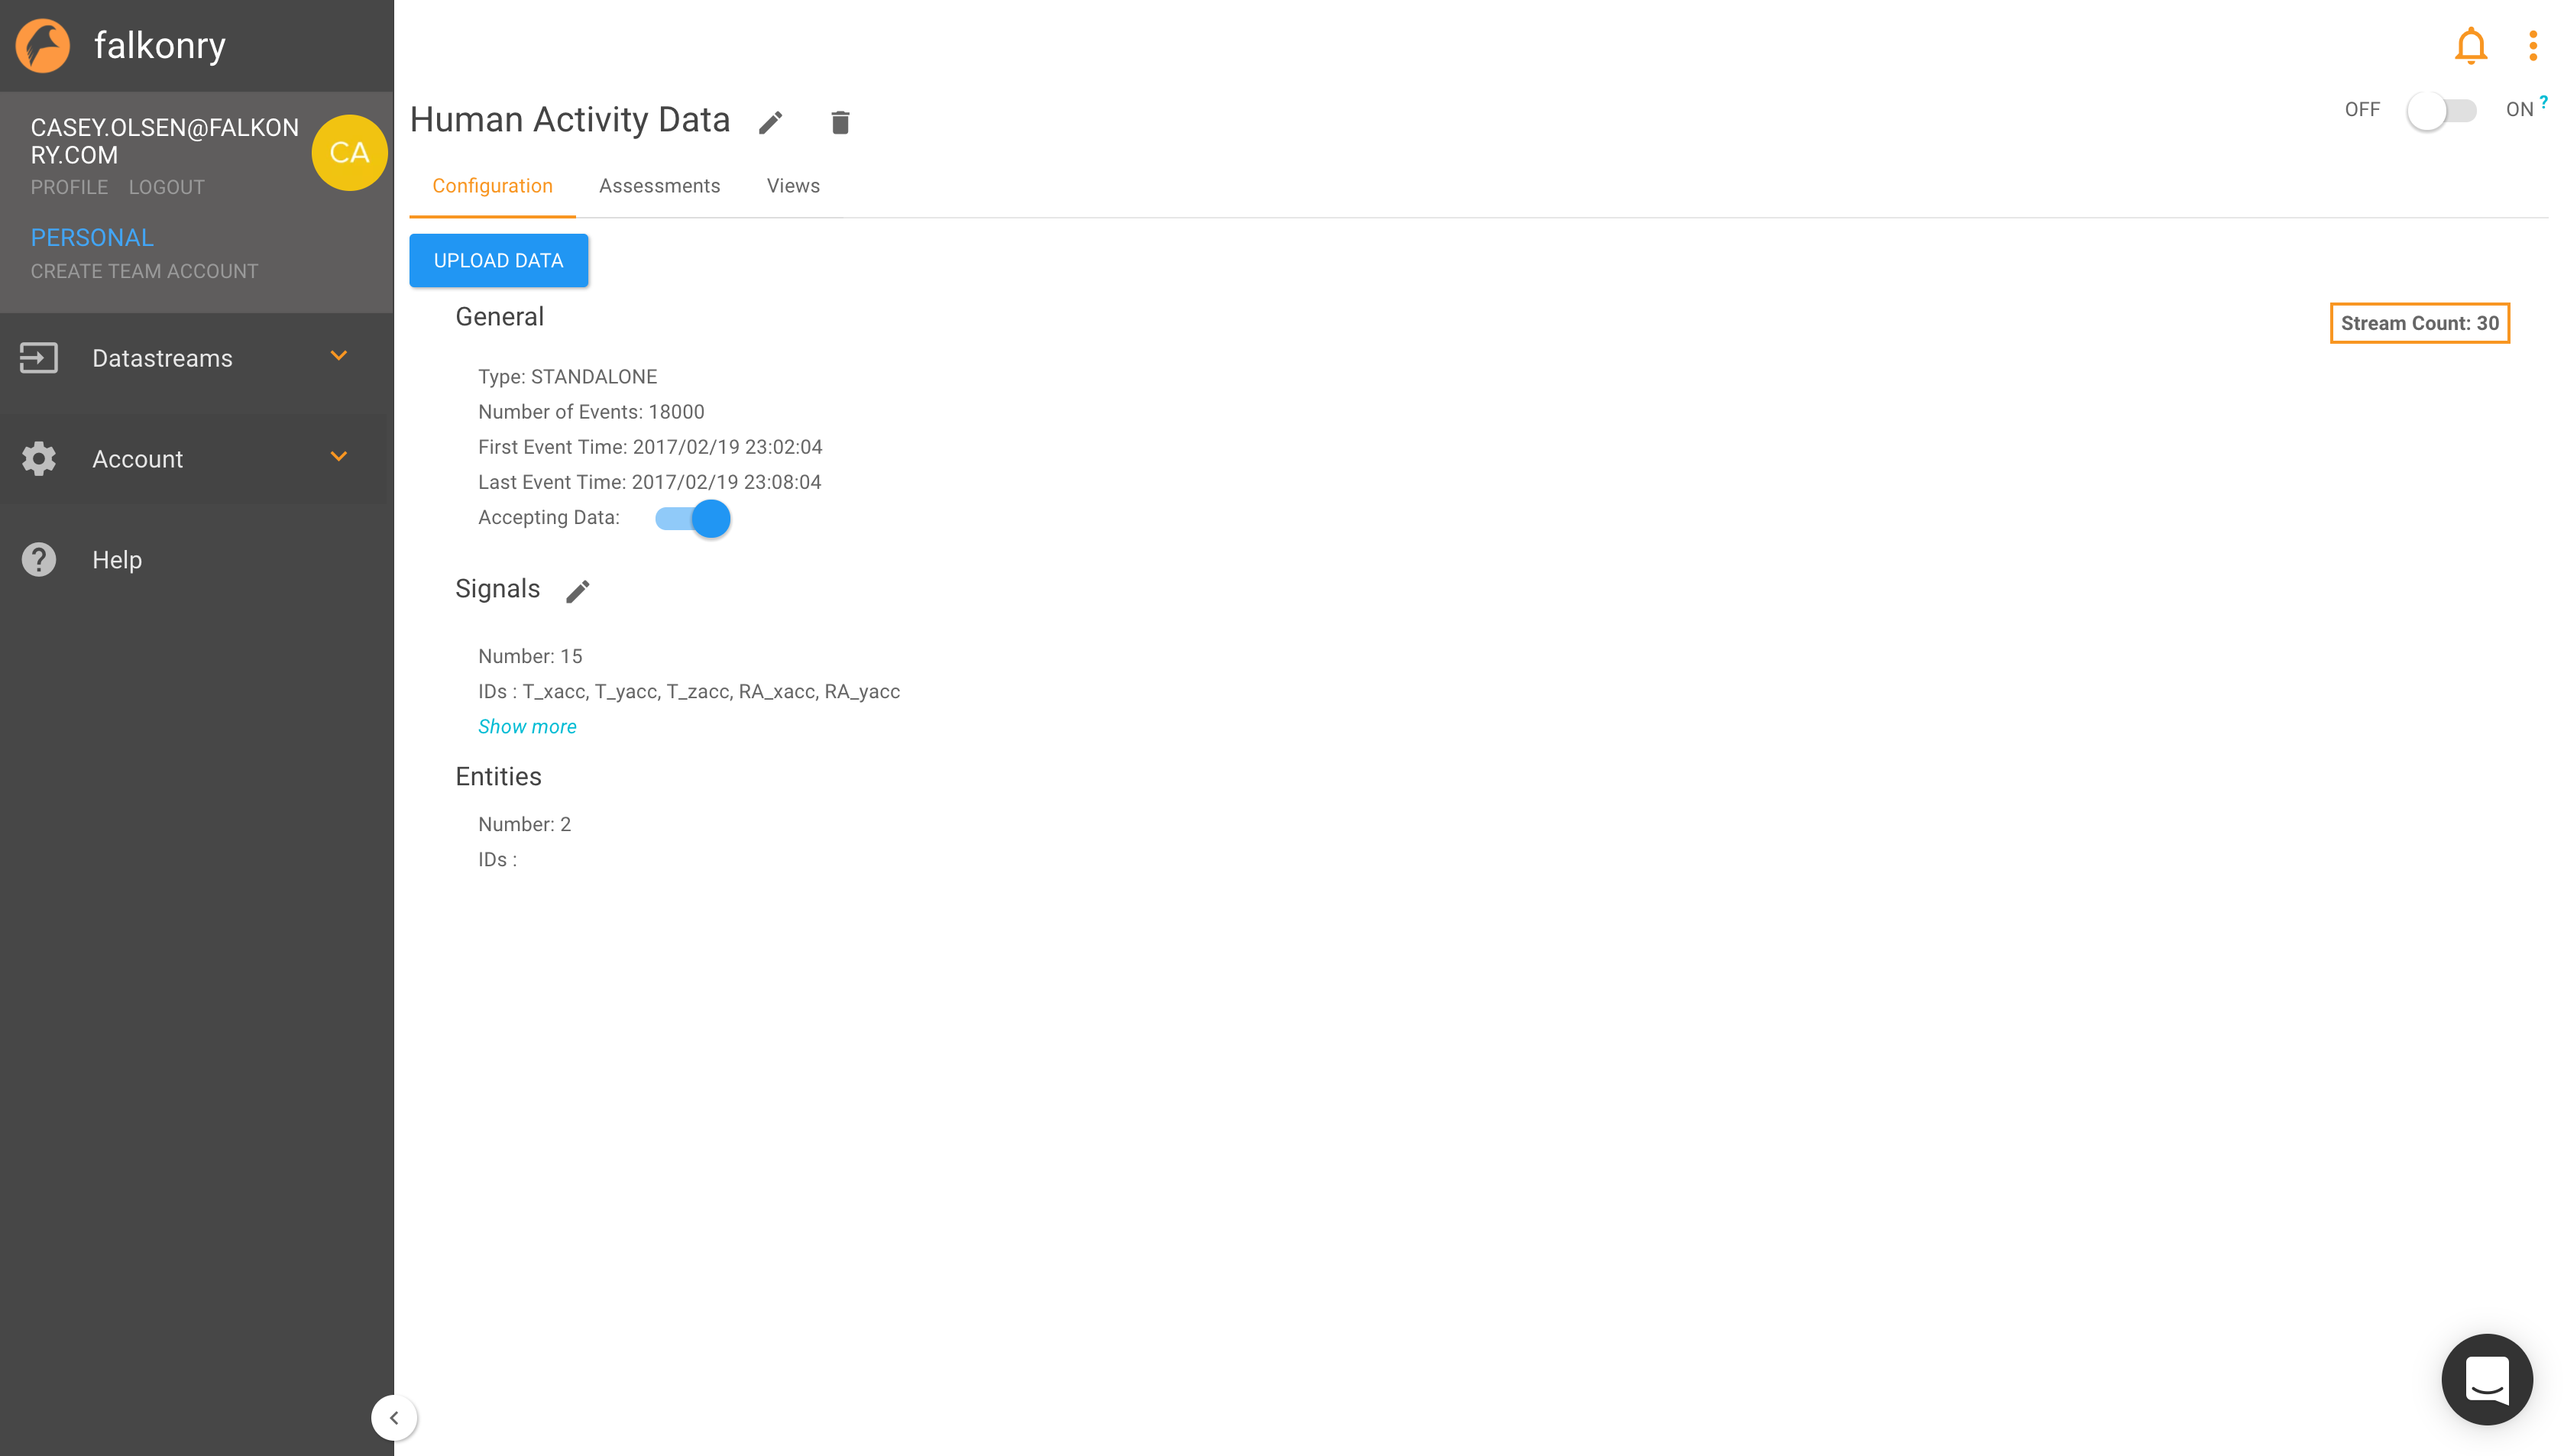 falkonry
CASEY.OLSEN@FALKON
RY.COM
CA
PROFILE LOGOUT
PERSONAL
CREATE TEAM ACCOUNT
Datastreams
Account
Help
Human Activity Data
OFF ON ?
Configuration Assessments Views
UPLOAD DATA
General
Stream Count: 30
Type: STANDALONE
Number of Events: 18000
First Event Time: 2017/02/19 23:02:04
Last Event Time: 2017/02/19 23:08:04
Accepting Data:
Signals
Number: 15
IDs : T_xacc, T_yacc, T_zacc, RA_xacc, RA_yacc
Show more
Entities
Number: 2
IDs :